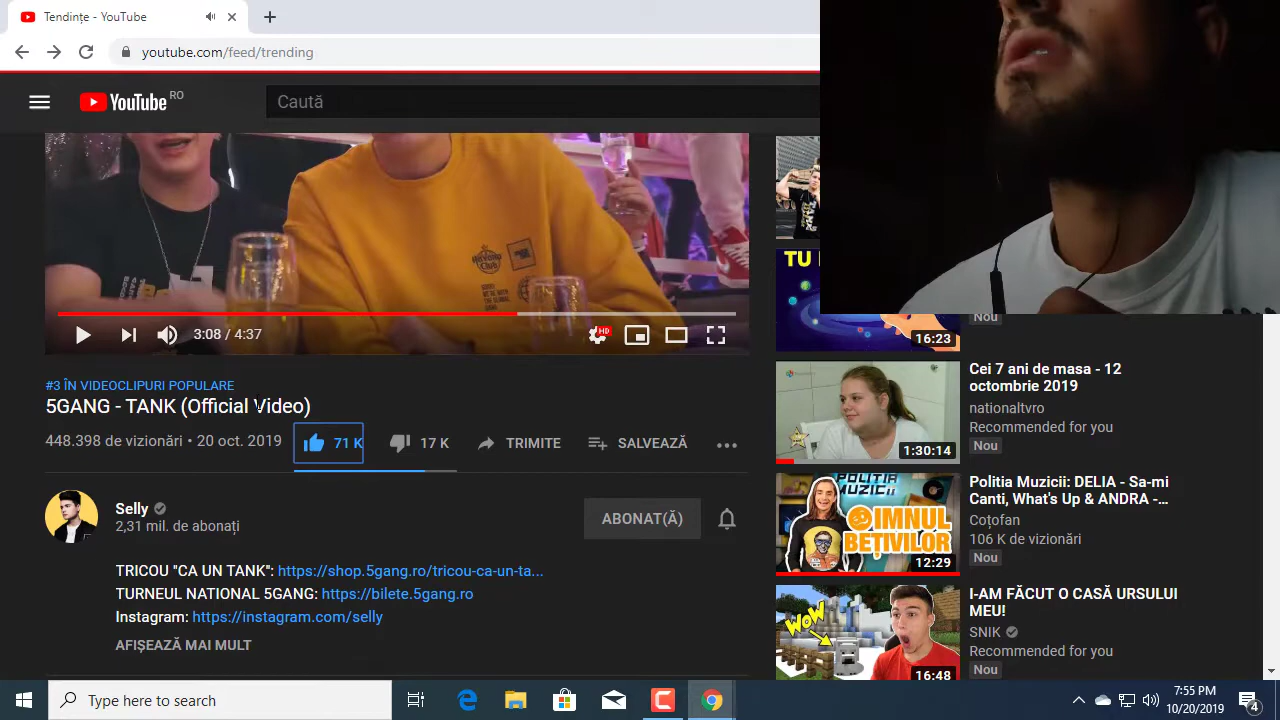 Tendințe - YouTube
youtube.com/feed/trending
YouTube RO
Caută
3:08 / 4:37
HD
#3 ÎN VIDEOCLIPURI POPULARE
5GANG - TANK (Official Video)
448.398 de vizionări • 20 oct. 2019
71 K
17 K
TRIMITE
SALVEAZĂ
Selly
2,31 mil. de abonați
ABONAT(Ă)
TRICOU "CA UN TANK": https://shop.5gang.ro/tricou-ca-un-ta...
TURNEUL NATIONAL 5GANG: https://bilete.5gang.ro
Instagram: https://instagram.com/selly
AFIȘEAZĂ MAI MULT
TU
Nou
16:23
Cei 7 ani de masa - 12
octombrie 2019
nationaltvro
Recommended for you
Nou
1:30:14
Politia Muzicii: DELIA - Sa-mi
Canti, What's Up & ANDRA -...
Coțofan
106 K de vizionări
Nou
POLITIA
MUZICII
IMNUL
BEȚIVILOR
12:29
I-AM FĂCUT O CASĂ URSULUI
MEU!
SNIK
Recommended for you
Nou
WOW
16:48
Type here to search
7:55 PM
10/20/2019
4